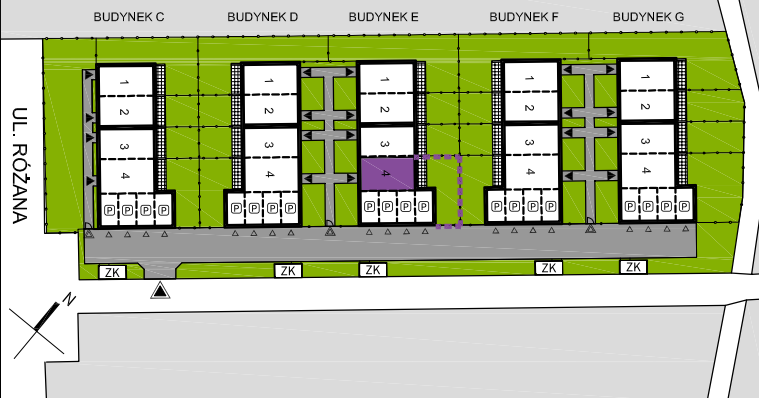 BUDYNEK C BUDYNEK D BUDYNEK E BUDYNEK F BUDYNEK G
1 1 1 1 1
2 2 2 2 2
3 3 3 3 3
4 4 4 4 4
P P P P P P P P P P P P P P P P P P P P
UL. RÓŻANA
ZK ZK ZK ZK ZK
N